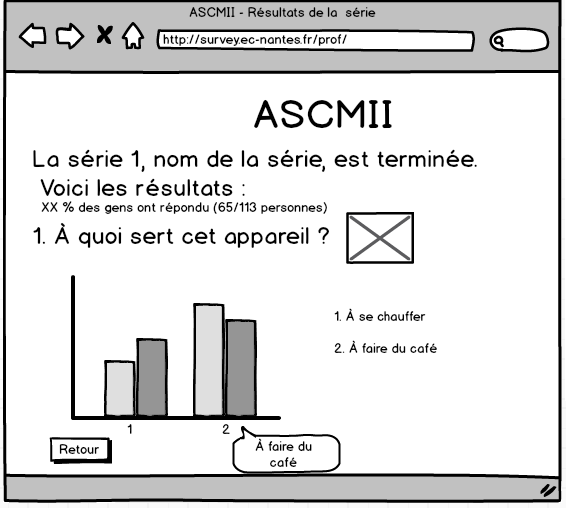 ASCMII - Résultats de la série
http://survey.ec-nantes.fr/prof/
ASCMII
La série 1, nom de la série, est terminée.
Voici les résultats :
XX % des gens ont répondu (65/113 personnes)
1. À quoi sert cet appareil ?
1. À se chauffer
2. À faire du café
1
2
Retour
À faire du
café